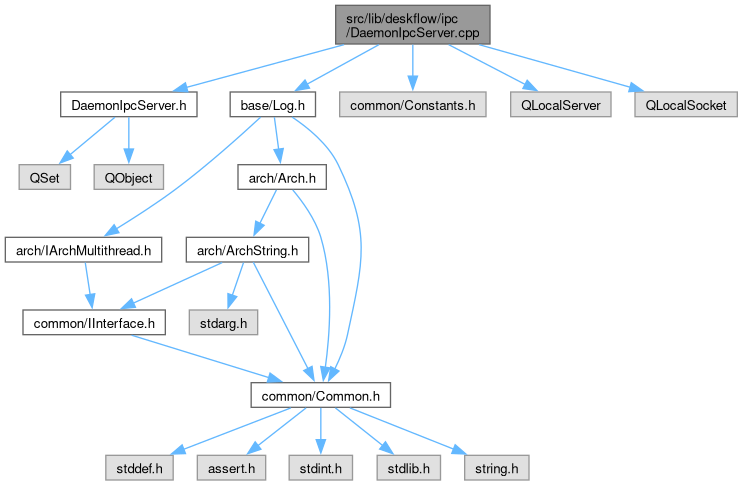 src/lib/deskflow/ipc
/DaemonIpcServer.cpp
DaemonIpcServer.h
base/Log.h
common/Constants.h
QLocalServer
QLocalSocket
QSet
QObject
arch/Arch.h
arch/IArchMultithread.h
arch/ArchString.h
common/IInterface.h
stdarg.h
common/Common.h
stddef.h
assert.h
stdint.h
stdlib.h
string.h